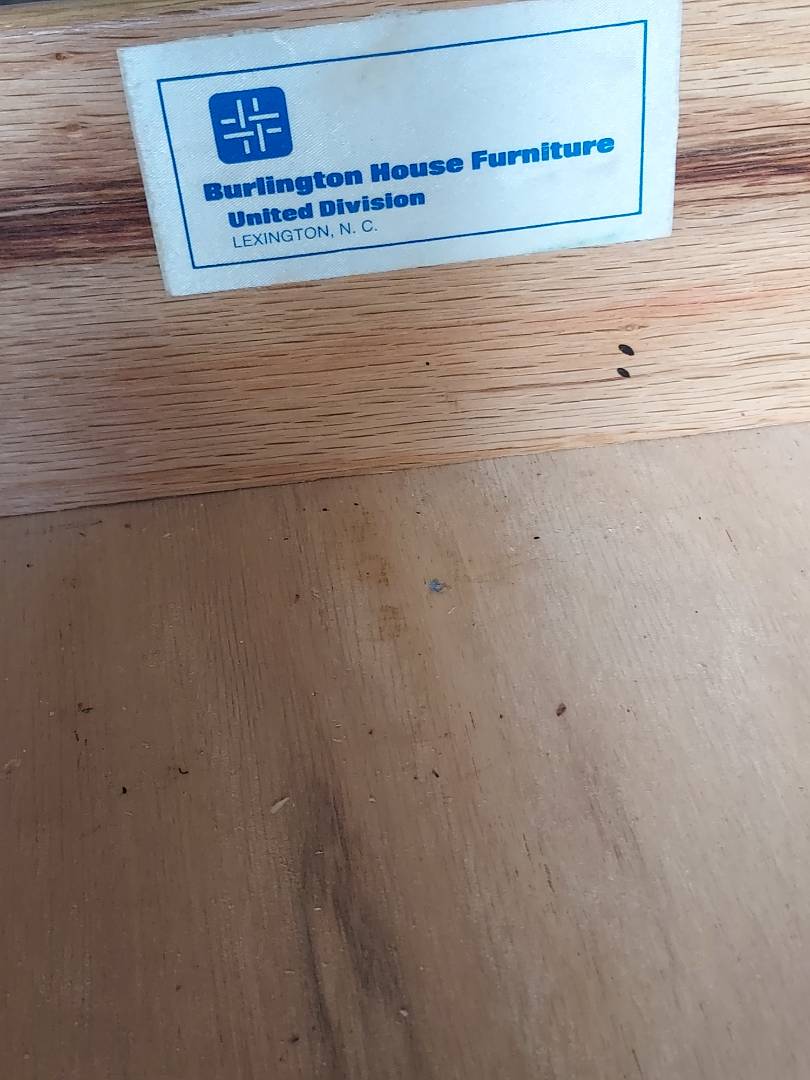 Burlington House Furniture
United Division
LEXINGTON, N. C.